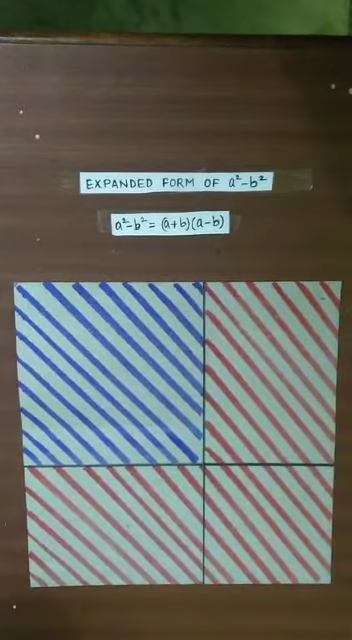 EXPANDED FORM OF a²-b²
a²-b² = (a+b)(a-b)